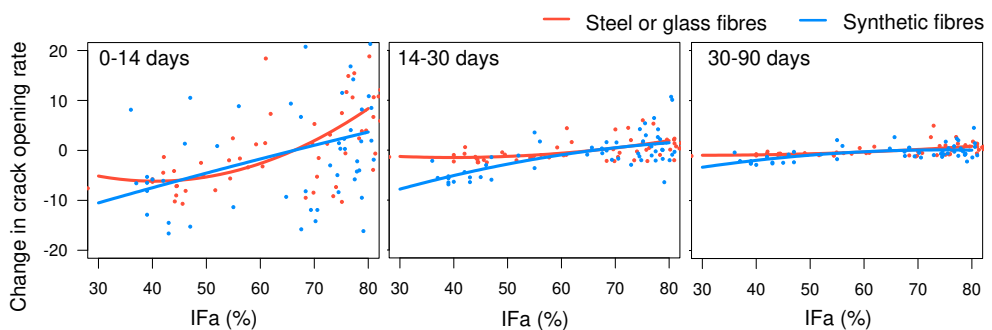 Steel or glass fibres Synthetic fibres
Change in crack opening rate
20
10
0
-10
-20
0-14 days
14-30 days
30-90 days
30 40 50 60 70 80
30 40 50 60 70 80
30 40 50 60 70 80
IFa (%)
IFa (%)
IFa (%)